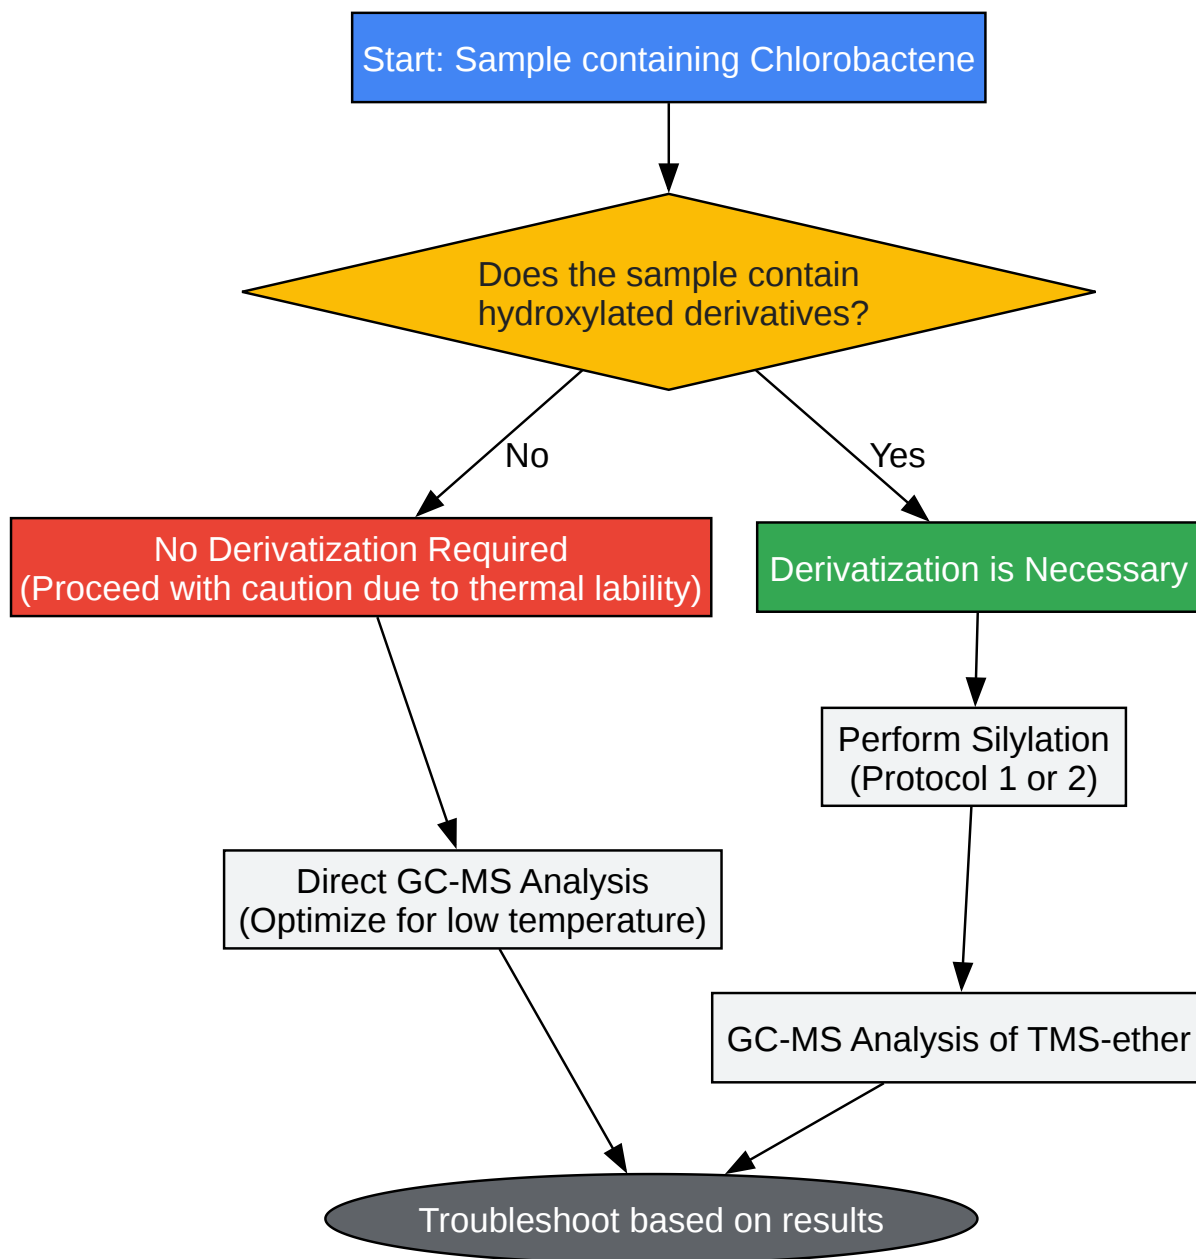 Start: Sample containing Chlorobactene
Does the sample contain
hydroxylated derivatives?
No
Yes
No Derivatization Required
(Proceed with caution due to thermal lability)
Derivatization is Necessary
Perform Silylation
(Protocol 1 or 2)
Direct GC-MS Analysis
(Optimize for low temperature)
GC-MS Analysis of TMS-ether
Troubleshoot based on results